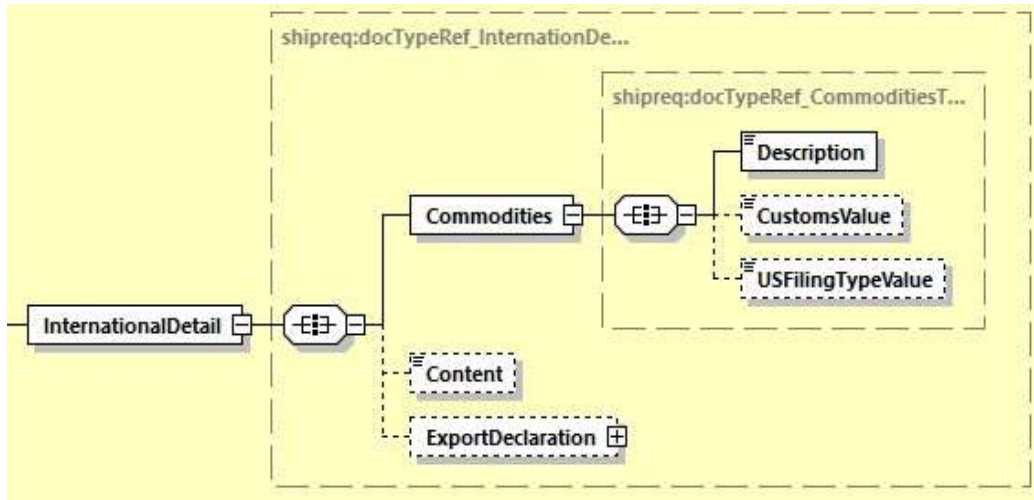 shipreq:docTypeRef_InternationDe...
shipreq:docTypeRef_CommoditiesT...
Description
Commodities
CustomsValue
USFilingTypeValue
InternationalDetail
Content
ExportDeclaration